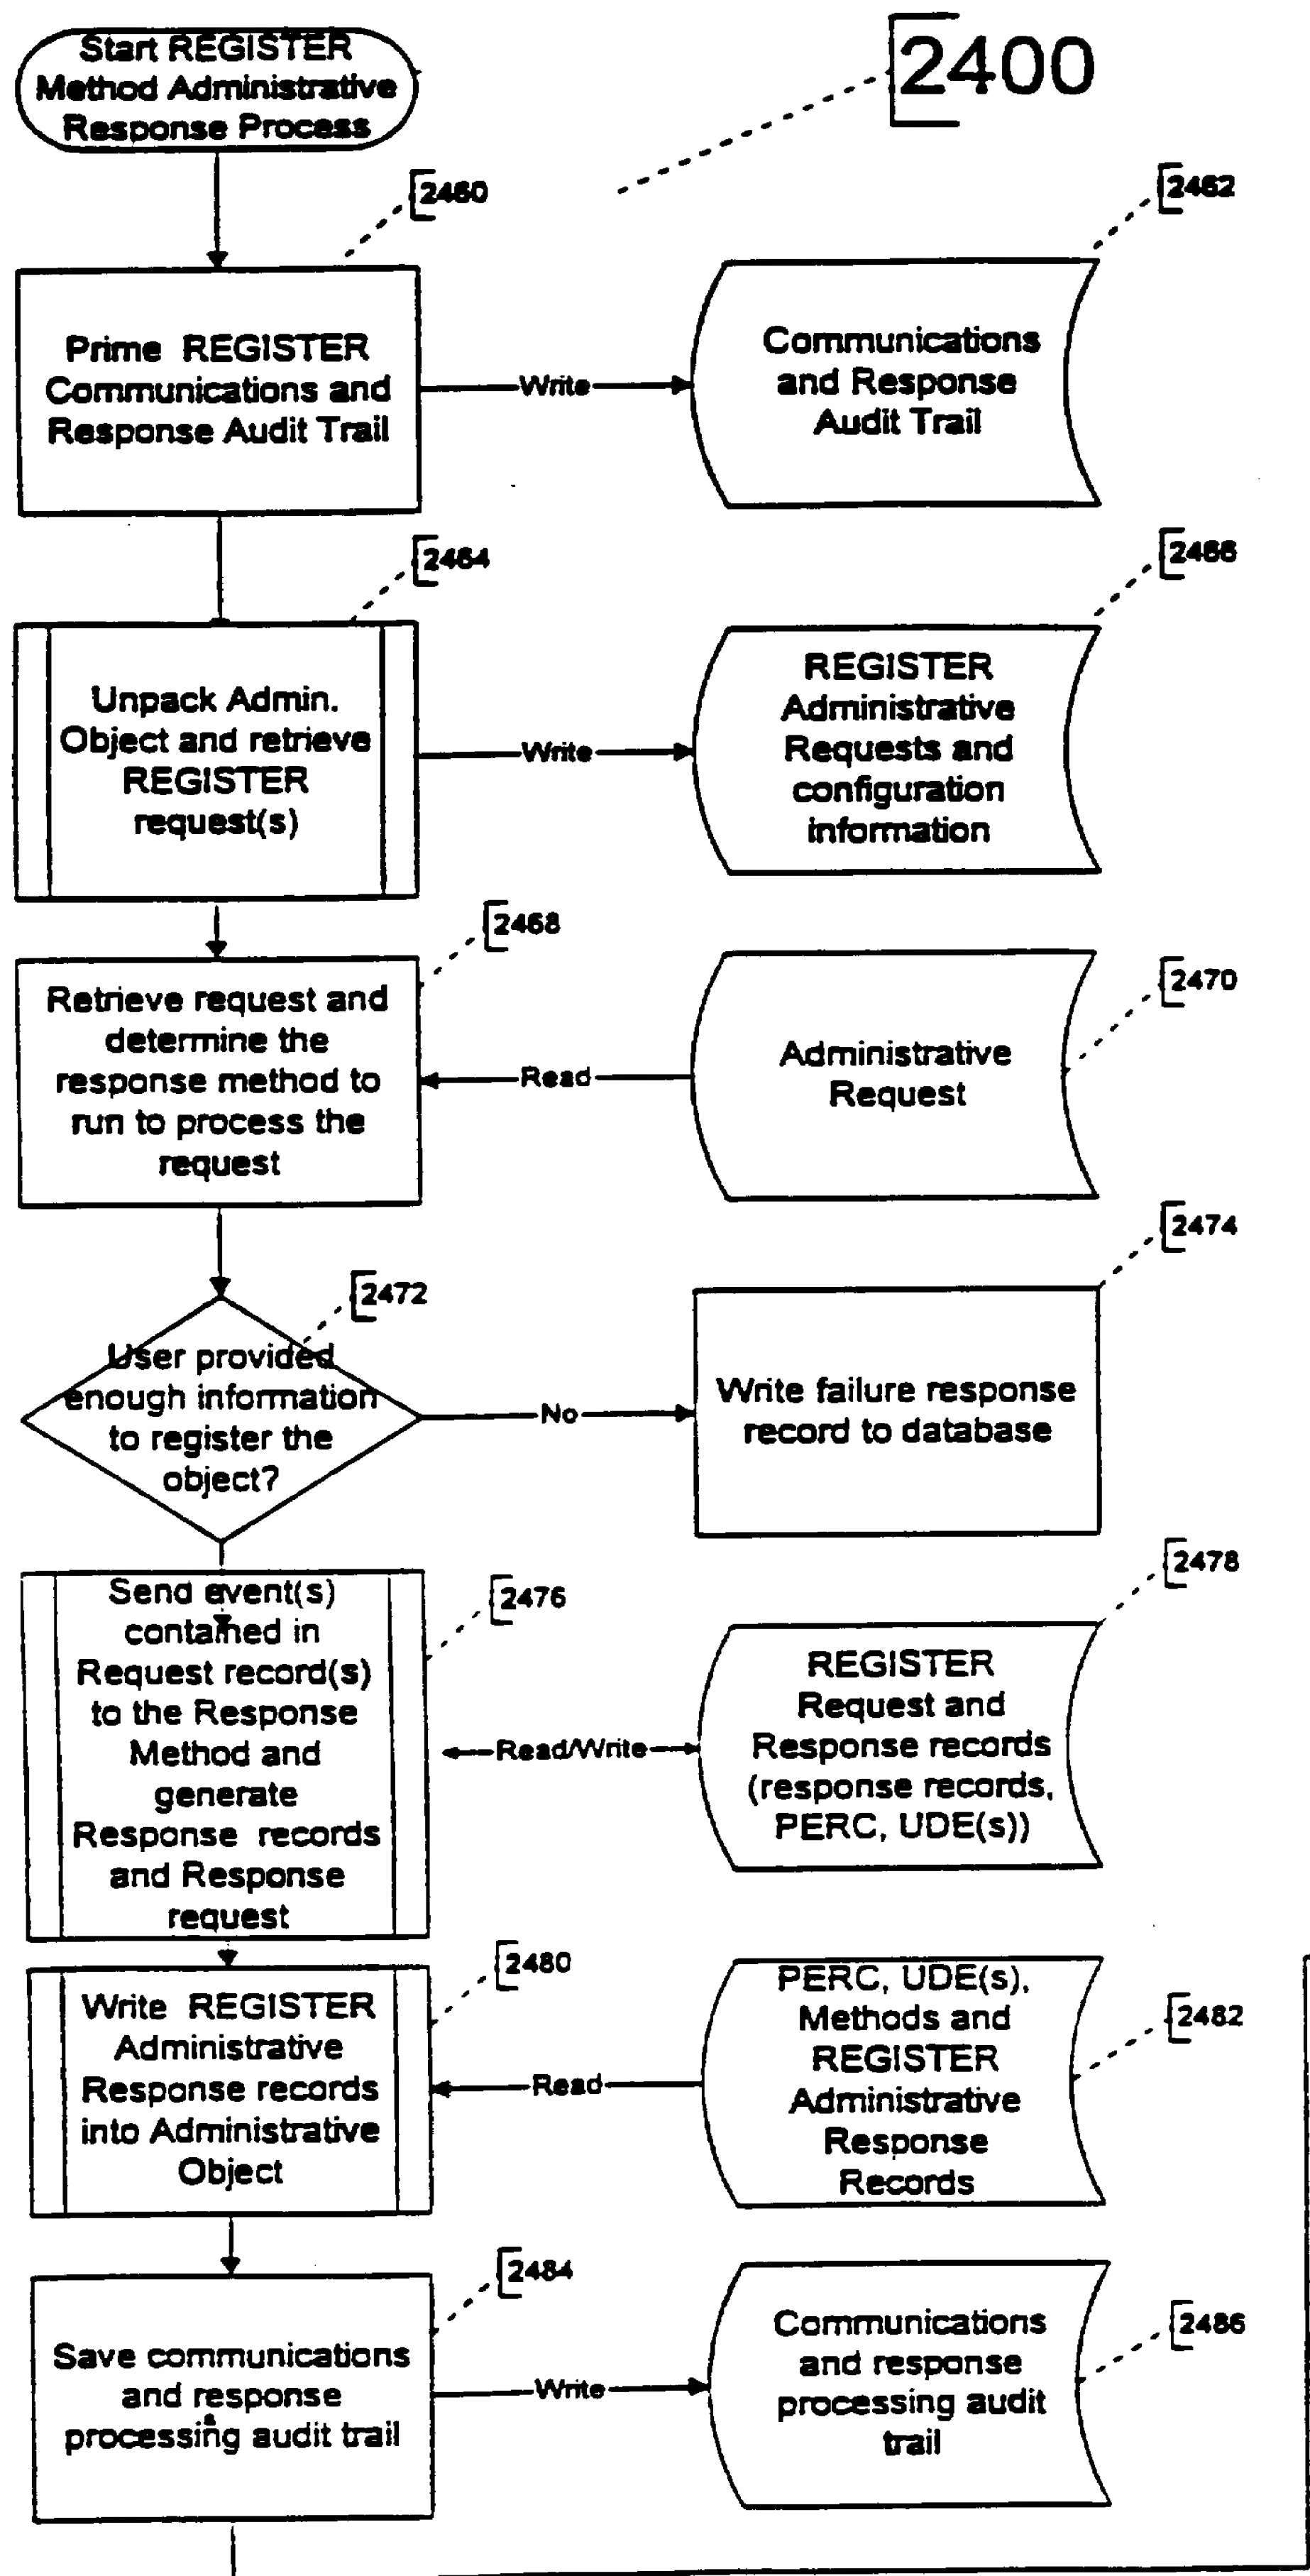 Start REGISTER
Method Administrative
Response Process
2400
2460
2462
Prime REGISTER
Communications and
Response Audit Trail
Write
Communications
and Response
Audit Trail
2464
2466
Unpack Admin.
Object and retrieve
REGISTER
request(s)
Write
REGISTER
Administrative
Requests and
configuration
information
2468
2470
Retrieve request and
determine the
response method to
run to process the
request
Read
Administrative
Request
2472
2474
User provided
enough information
to register the
object?
No
Write failure response
record to database
2476
2478
Send event(s)
contained in
Request record(s)
to the Response
Method and
generate
Response records
and Response
request
Read/Write
REGISTER
Request and
Response records
(response records,
PERC, UDE(s))
2480
2482
Write REGISTER
Administrative
Response records
into Administrative
Object
Read
PERC, UDE(s),
Methods and
REGISTER
Administrative
Response
Records
2484
2486
Save communications
and response
processing audit trail
Write
Communications
and response
processing audit
trail